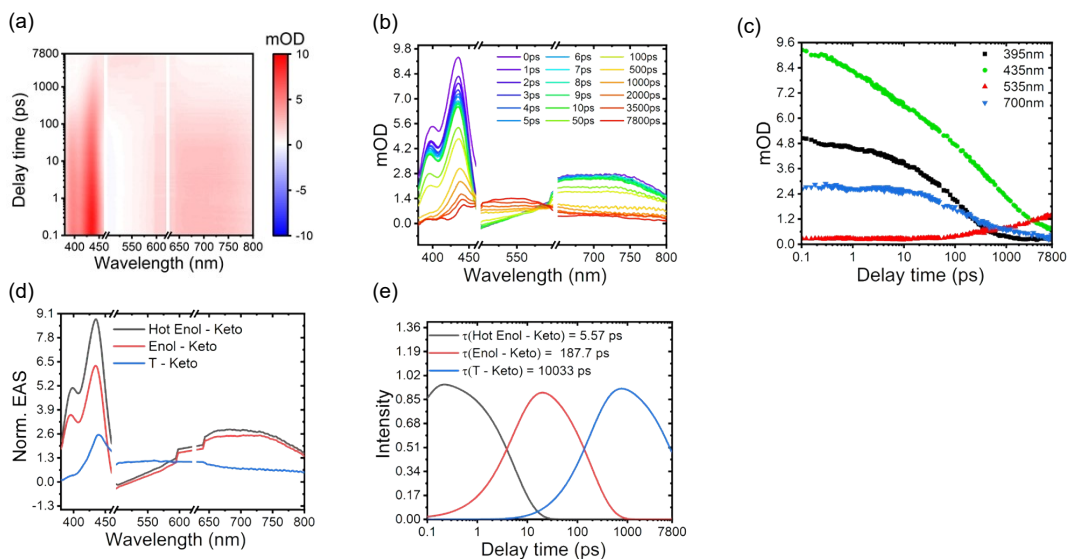 (a)
mOD
7800
1000
100
10
1
0.1
Delay time (ps)
10
5
0
-5
-10
400 450 500 550 600 650 700 750 800
Wavelength (nm)
(b)
9.8
8.4
7.0
5.6
4.2
2.8
1.4
0.0
mOD
0ps 6ps 100ps
1ps 7ps 500ps
2ps 8ps 1000ps
3ps 9ps 2000ps
4ps 10ps 3500ps
5ps 50ps 7800ps
400 450 500 550 600 650 700 750 800
Wavelength (nm)
(c)
9.6
8.4
7.2
6.0
4.8
3.6
2.4
1.2
0.0
mOD
395nm
435nm
535nm
700nm
0.1 1 10 100 1000 7800
Delay time (ps)
(d)
9.1
7.8
6.5
5.2
3.9
2.6
1.3
0.0
-1.3
Norm. EAS
Hot Enol - Keto
Enol - Keto
T - Keto
400 450 500 550 600 650 700 750 800
Wavelength (nm)
(e)
1.36
1.19
1.02
0.85
0.68
0.51
0.34
0.17
0.00
Intensity
τ(Hot Enol - Keto) = 5.57 ps
τ(Enol - Keto) = 187.7 ps
τ(T - Keto) = 10033 ps
0.1 1 10 100 1000 7800
Delay time (ps)